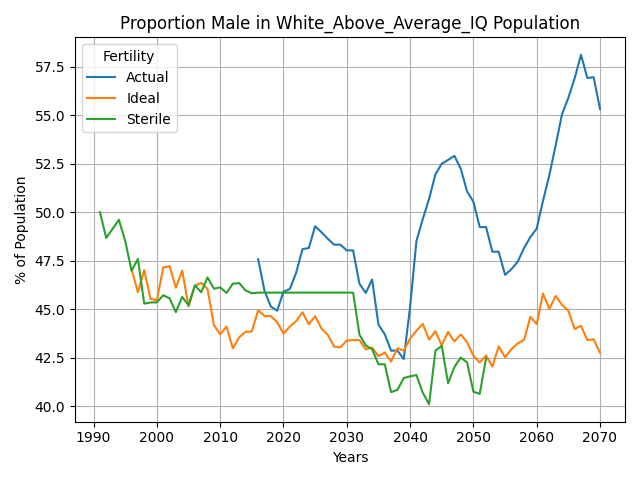 Proportion Male in White_Above_Average_IQ Population
Fertility
Actual
Ideal
Sterile
% of Population
57.5
55.0
52.5
50.0
47.5
45.0
42.5
40.0
1990 2000 2010 2020 2030 2040 2050 2060 2070
Years